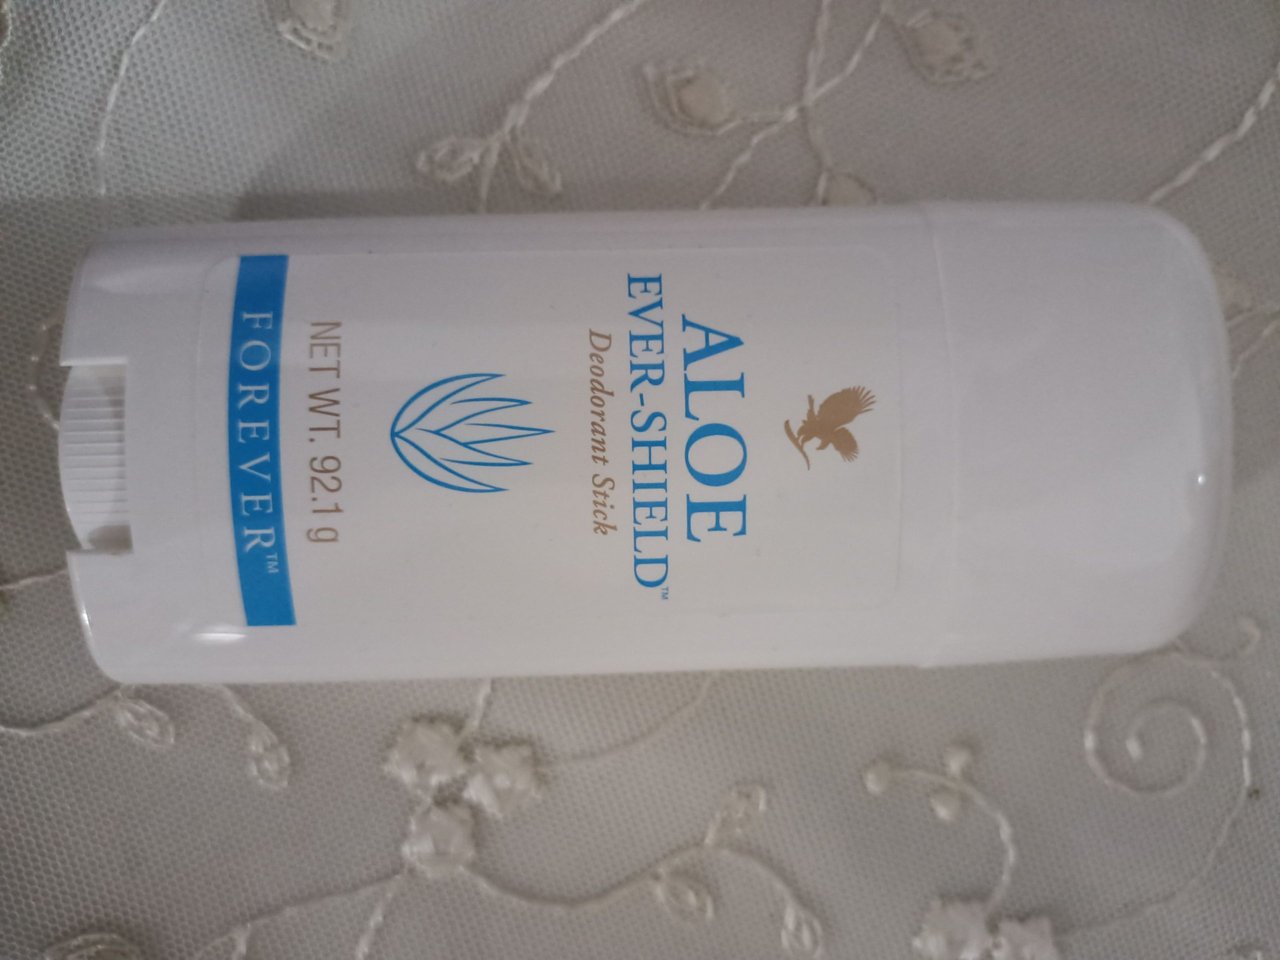 ALOE
EVER-SHIELD™
Deodorant Stick
NET WT. 92.1 g
FOREVER™